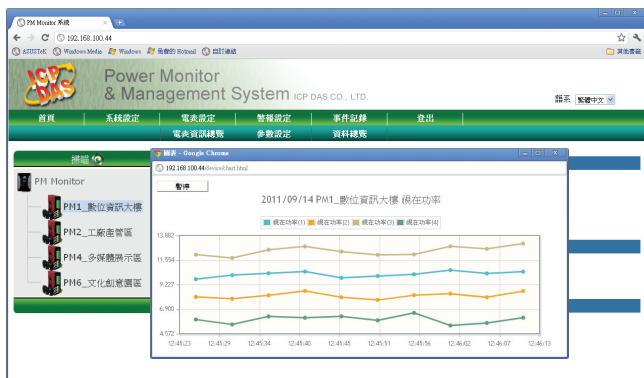 PM Monitor 系統
192.168.100.44
ASUSTeK Windows Media Windows 免費的 Hotmail 自訂連結 其他書籤
ICP DAS
Power Monitor
& Management System ICP DAS CO., LTD.
語系 繁體中文
首頁 系統設定 電表設定 警報設定 事件記錄 登出
電表資訊總覽 參數設定 資料總覽
掃瞄
PM Monitor
PM1_數位資訊大樓
PM2_工廠產管區
PM4_多媒體展示區
PM6_文化創意園區
圖表 - Google Chrome
192.168.100.44/device/chart.html
暫停
2011/09/14 PM1_數位資訊大樓 視在功率
視在功率(1) 視在功率(2) 視在功率(3) 視在功率(4)
13.882
11.554
9.227
6.900
4.572
12:45:23 12:45:29 12:45:34 12:45:40 12:45:45 12:45:51 12:45:56 12:46:02 12:46:07 12:46:13